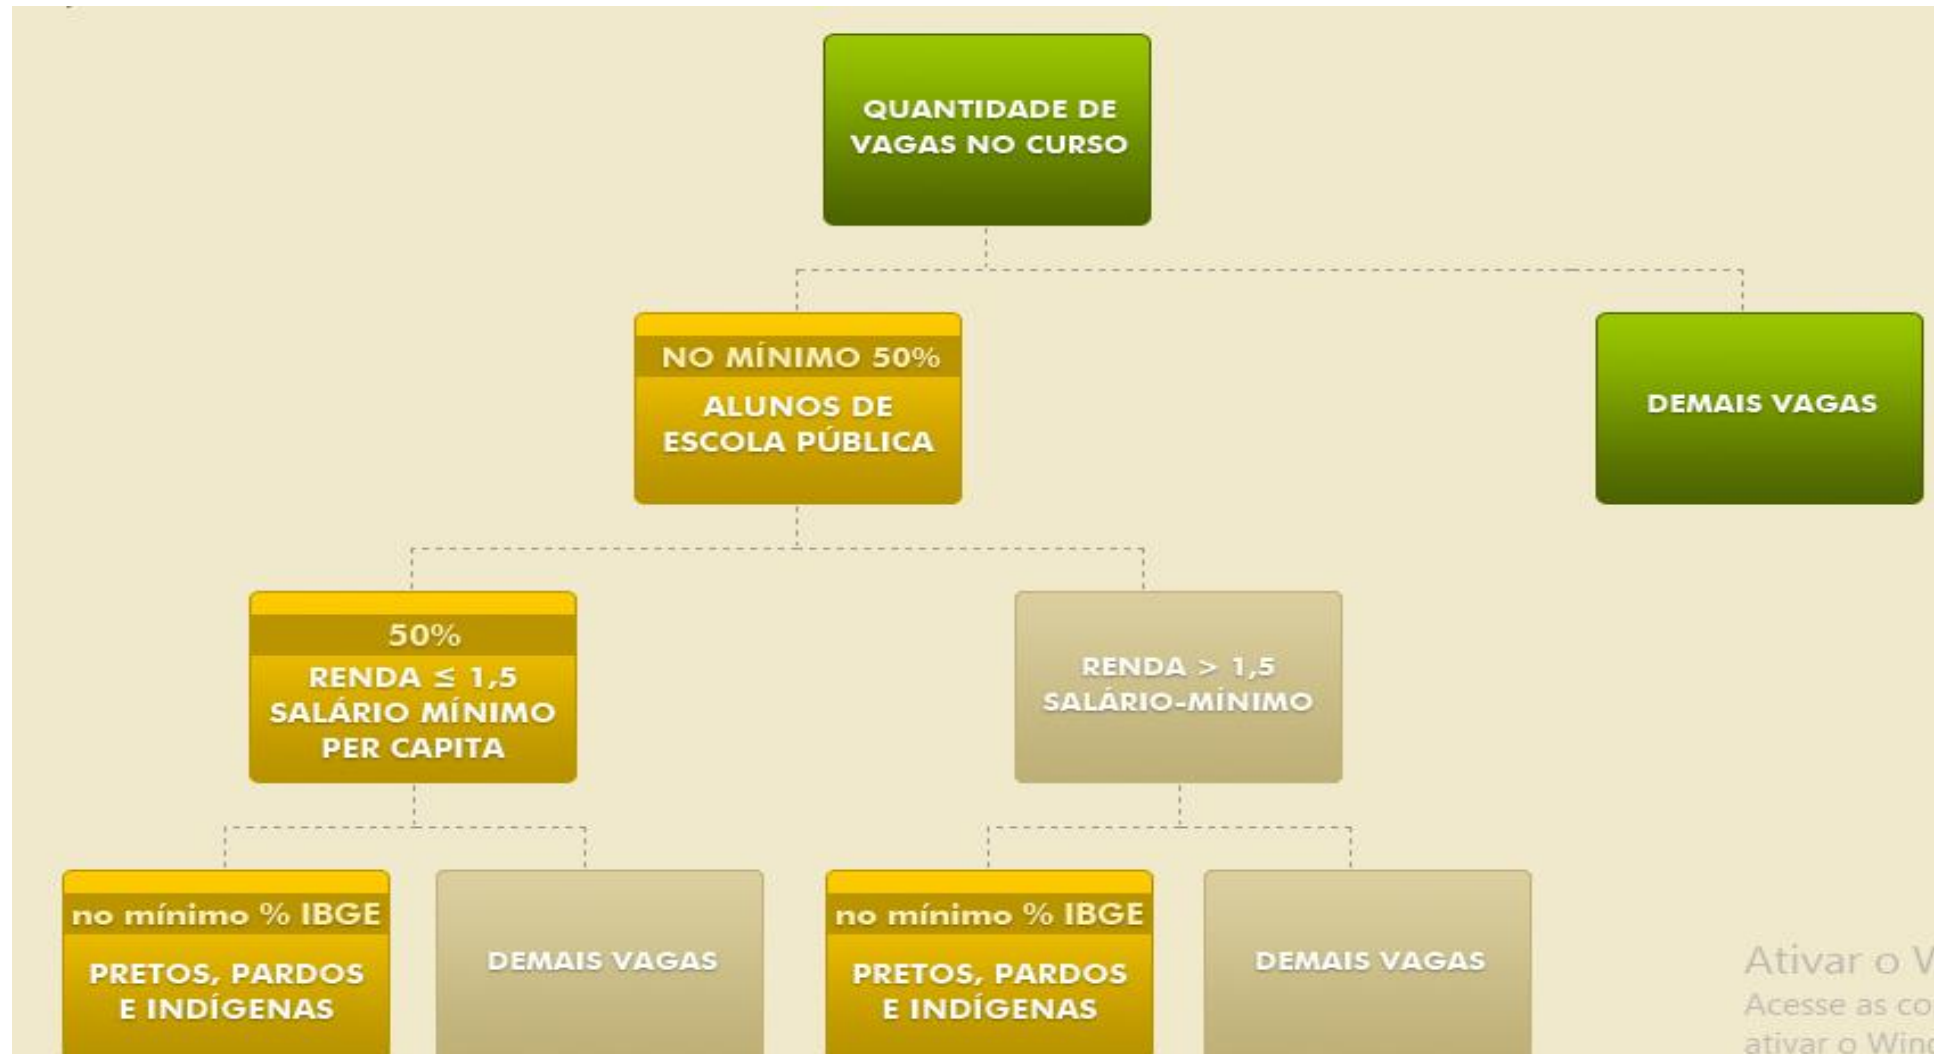 QUANTIDADE DE
VAGAS NO CURSO
NO MÍNIMO 50%
ALUNOS DE
ESCOLA PÚBLICA
DEMAIS VAGAS
50%
RENDA ≤ 1,5
SALÁRIO MÍNIMO
PER CAPITA
RENDA > 1,5
SALÁRIO-MÍNIMO
no mínimo % IBGE
PRETOS, PARDOS
E INDÍGENAS
DEMAIS VAGAS
no mínimo % IBGE
PRETOS, PARDOS
E INDÍGENAS
DEMAIS VAGAS
Ativar o
Acesse as
ativar o